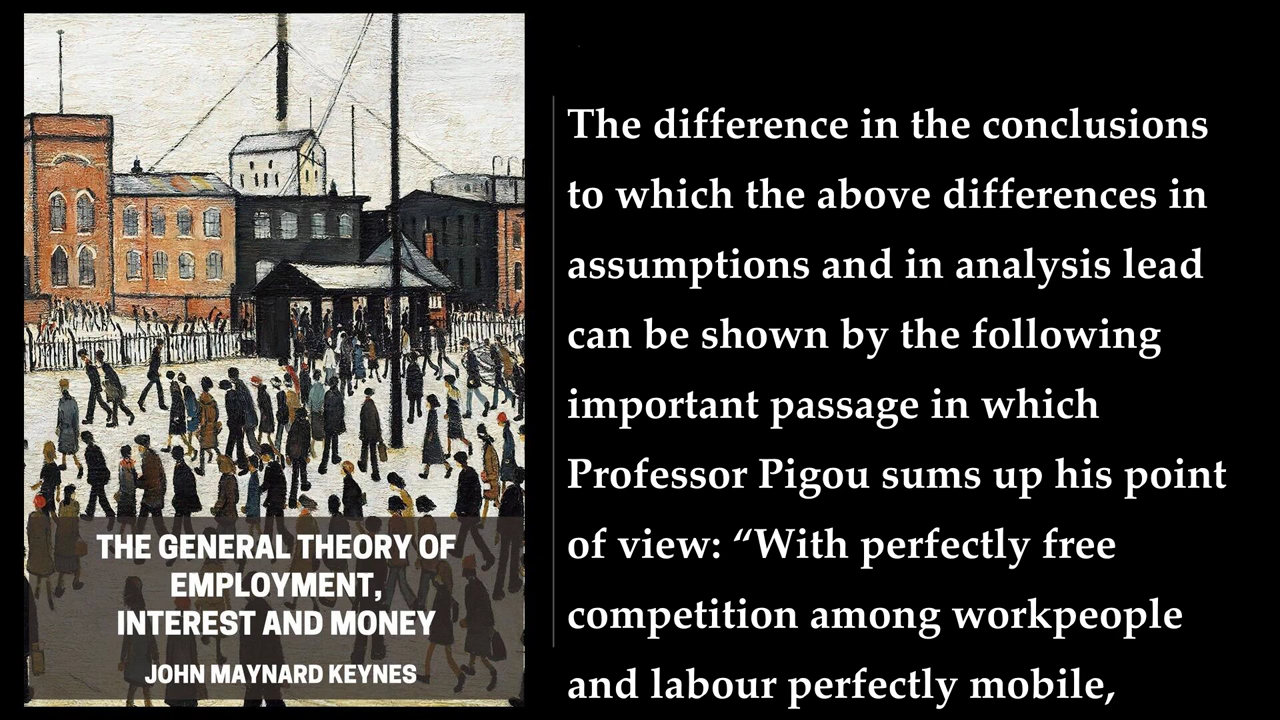 THE GENERAL THEORY OF
EMPLOYMENT,
INTEREST AND MONEY
JOHN MAYNARD KEYNES
The difference in the conclusions
to which the above differences in
assumptions and in analysis lead
can be shown by the following
important passage in which
Professor Pigou sums up his point
of view: “With perfectly free
competition among workpeople
and labour perfectly mobile,